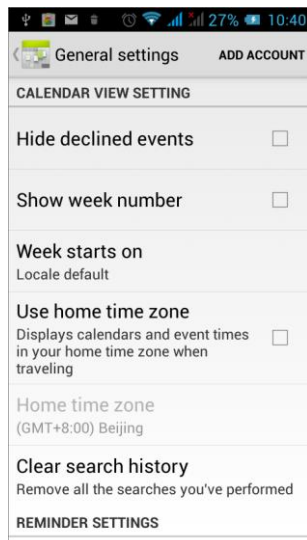 27% 10:40
General settings ADD ACCOUNT
CALENDAR VIEW SETTING
Hide declined events
Show week number
Week starts on
Locale default
Use home time zone
Displays calendars and event times
in your home time zone when
traveling
Home time zone
(GMT+8:00) Beijing
Clear search history
Remove all the searches you've performed
REMINDER SETTINGS